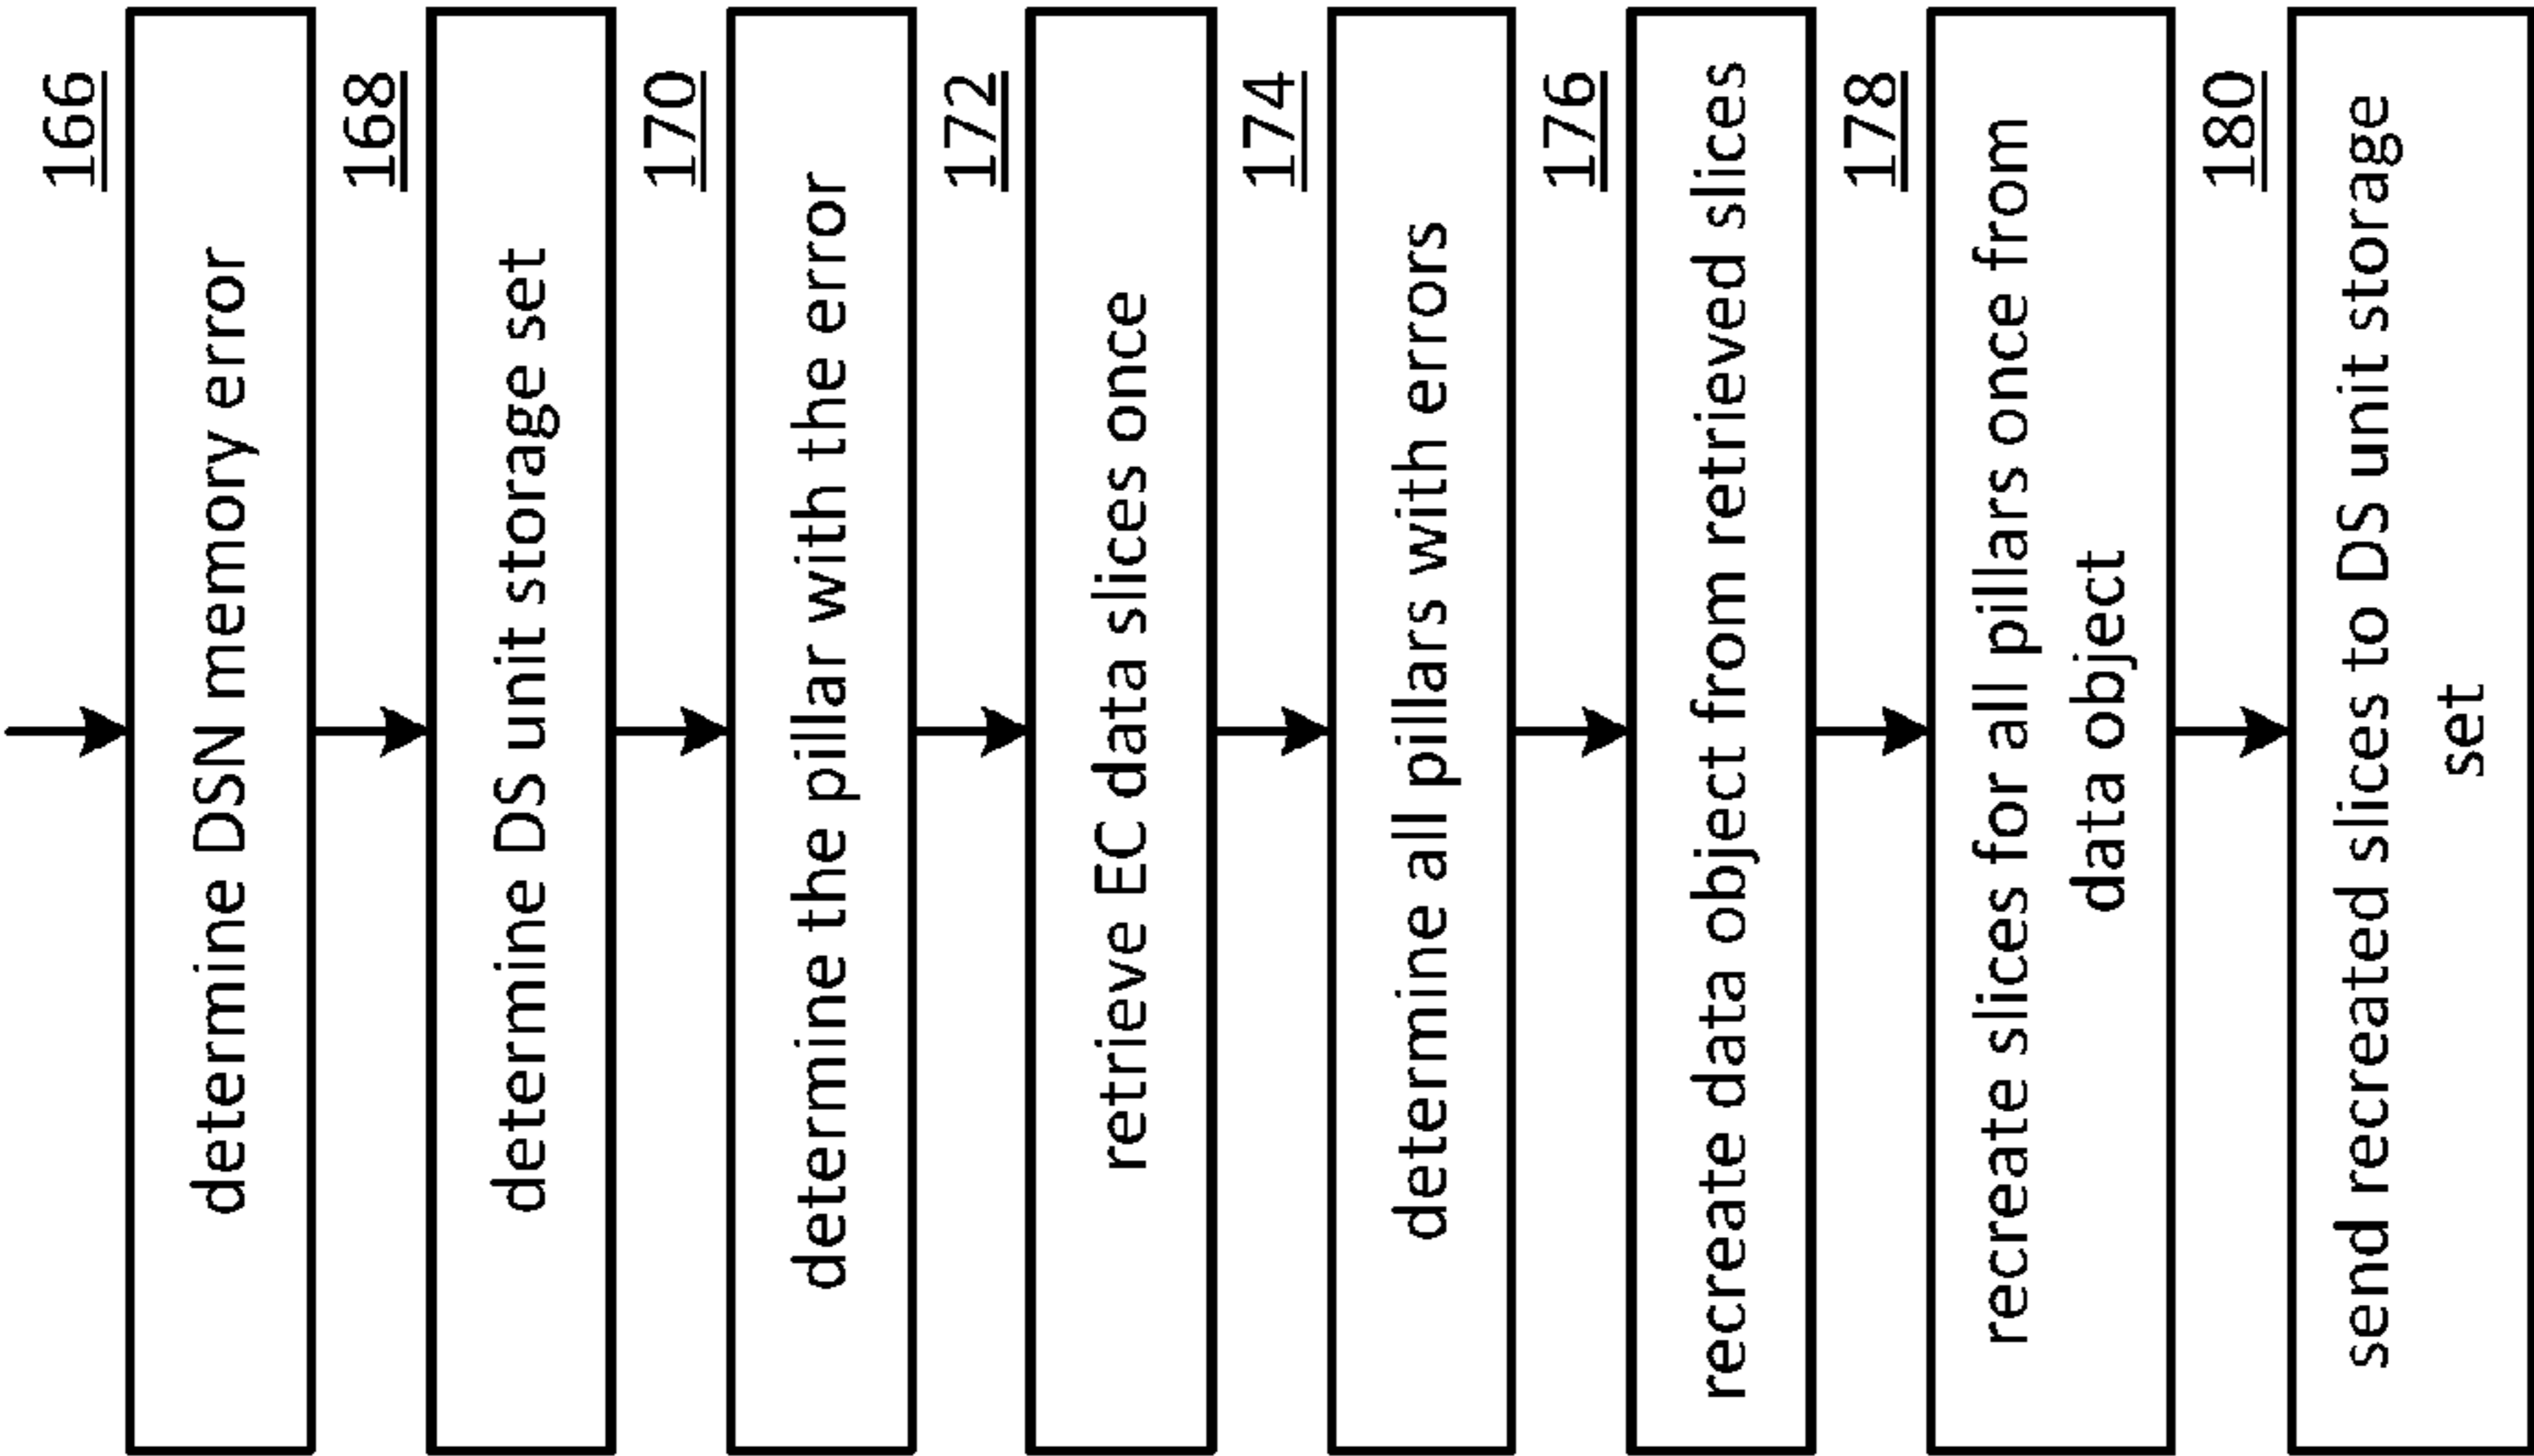 166
determine DSN memory error
168
determine DS unit storage set
170
determine the pillar with the error
172
retrieve EC data slices once
174
determine all pillars with errors
176
recreate data object from retrieved slices
178
recreate slices for all pillars once from
data object
180
send recreated slices to DS unit storage
set